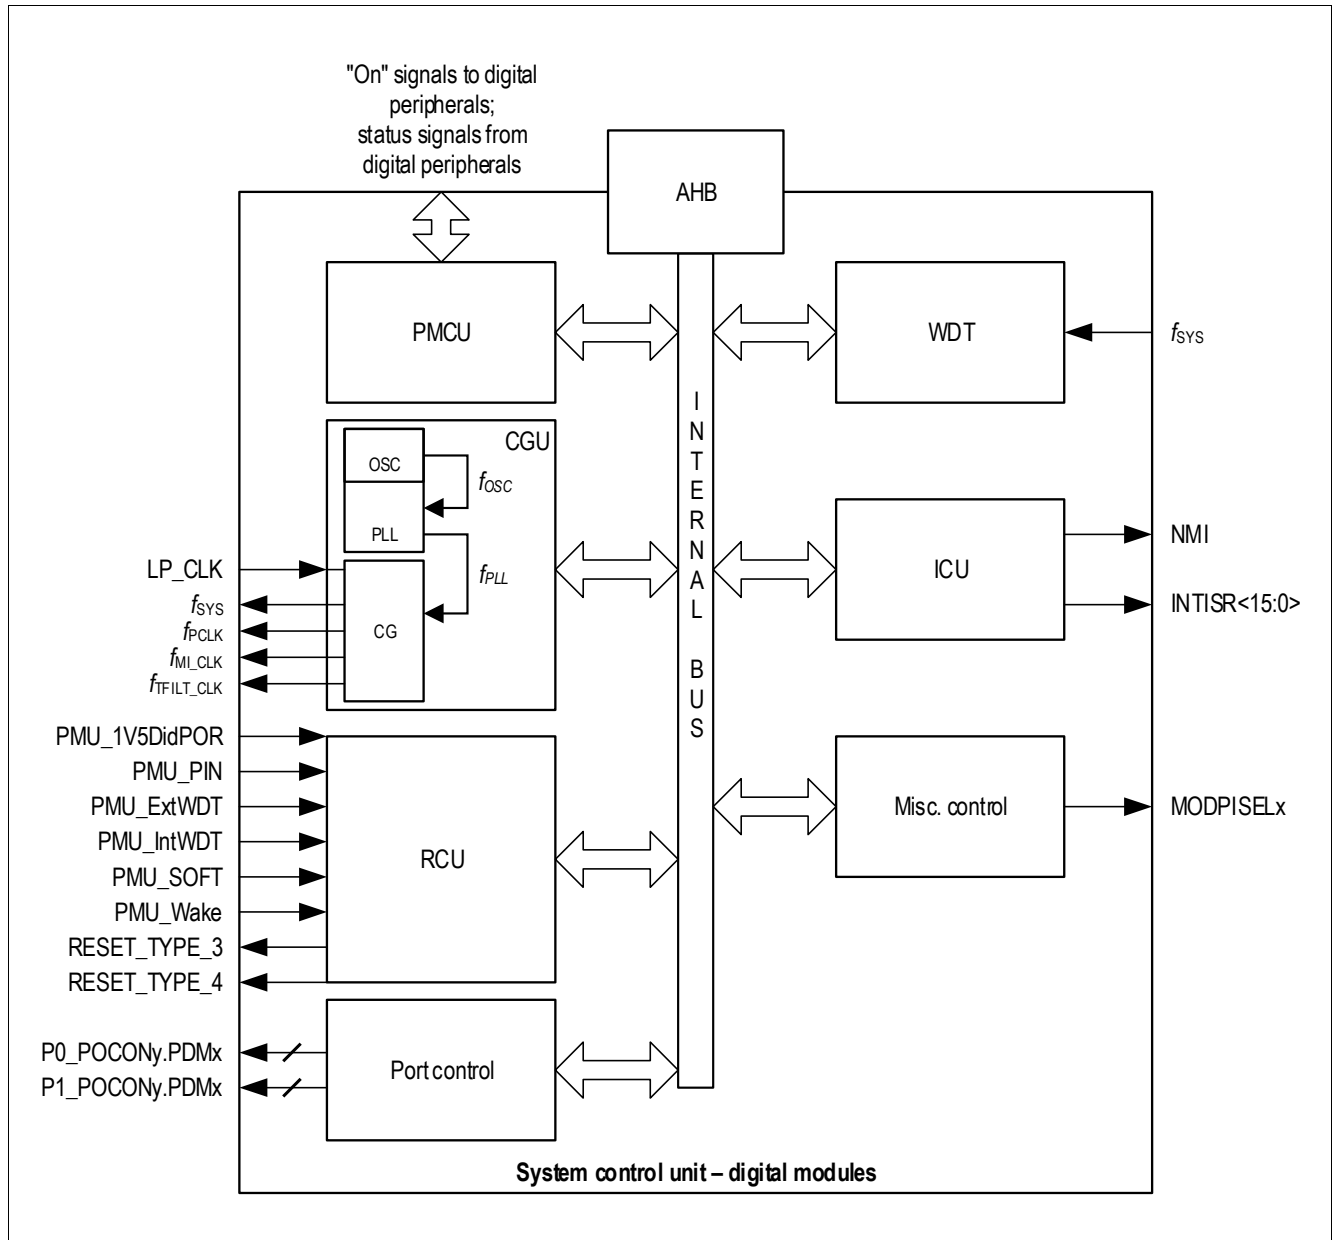 "On" signals to digital
peripherals;
status signals from
digital peripherals
AHB
PMCU
WDT
fSYS
INTERNAL BUS
CGU
OSC
fOSC
PLL
fPLL
LP_CLK
fSYS
fPCLK
CG
fMI_CLK
fTFILT_CLK
ICU
NMI
INTISR<15:0>
PMU_1V5DidPOR
PMU_PIN
PMU_ExtWDT
PMU_IntWDT
PMU_SOFT
PMU_Wake
RESET_TYPE_3
RESET_TYPE_4
RCU
Misc. control
MODPISELx
P0_POCONy.PDMx
P1_POCONy.PDMx
Port control
System control unit – digital modules